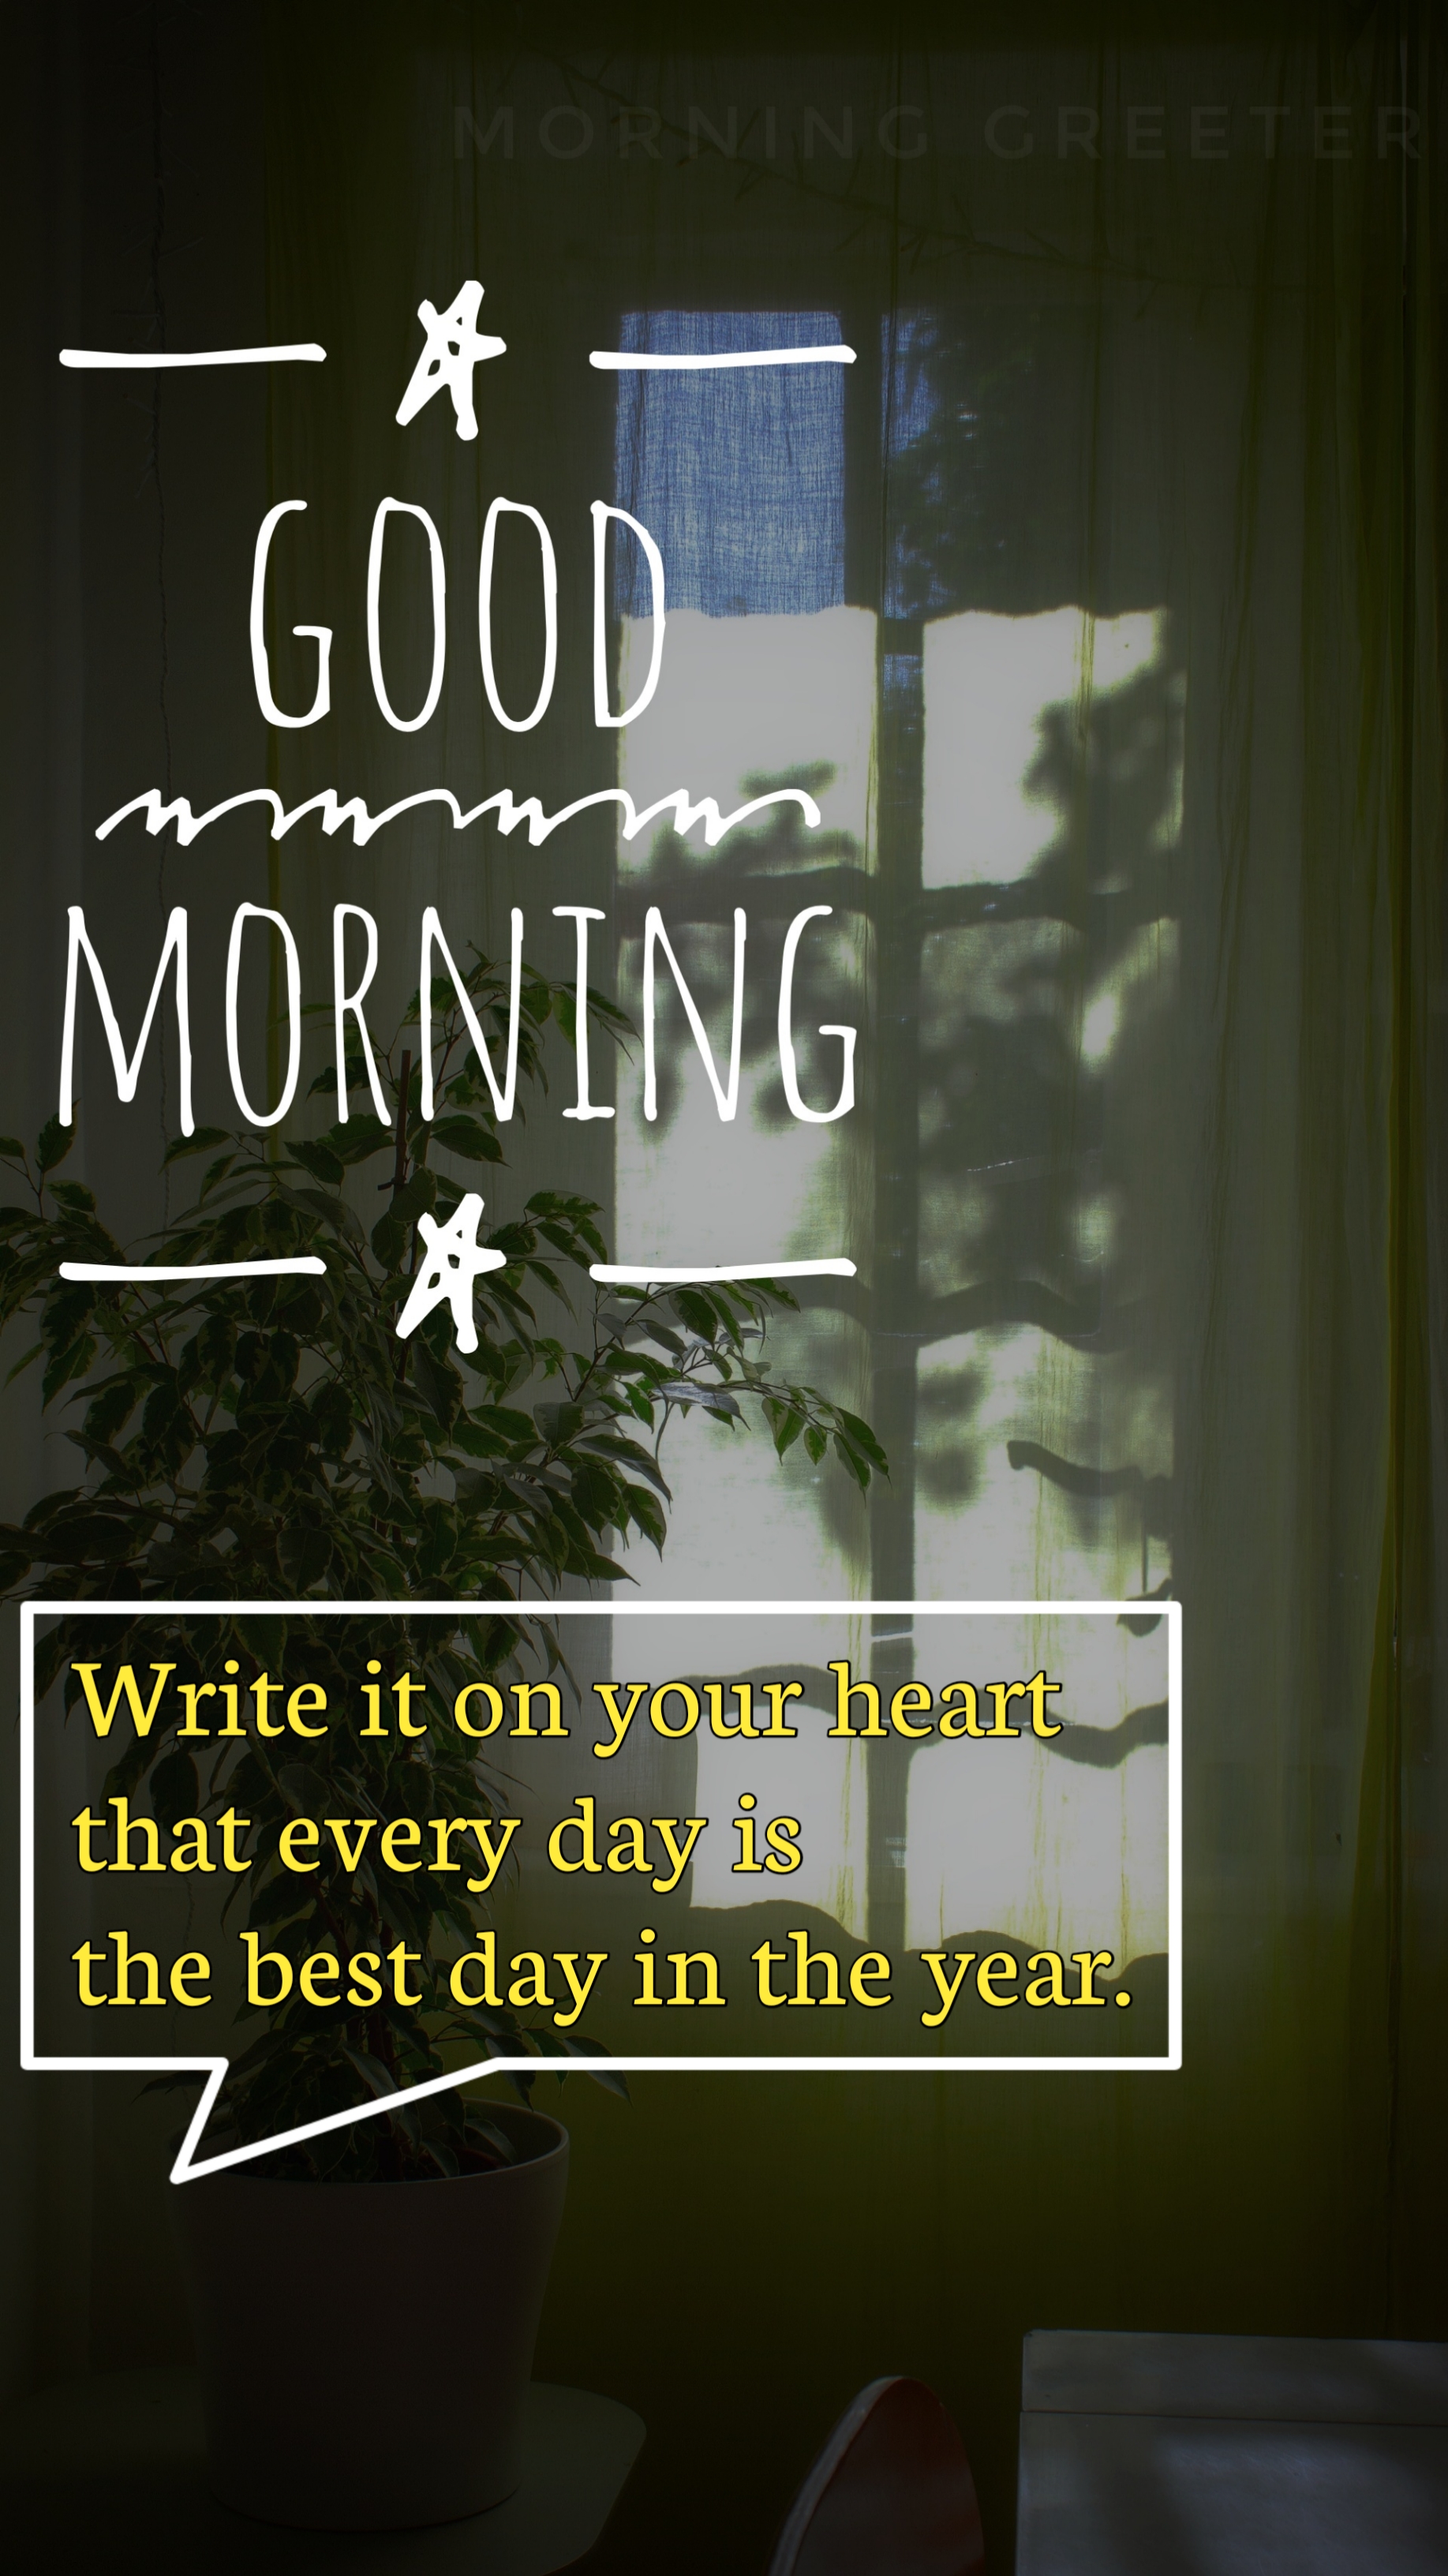 MORNING GREETER
GOOD
MORNING
Write it on your heart
that every day is
the best day in the year.